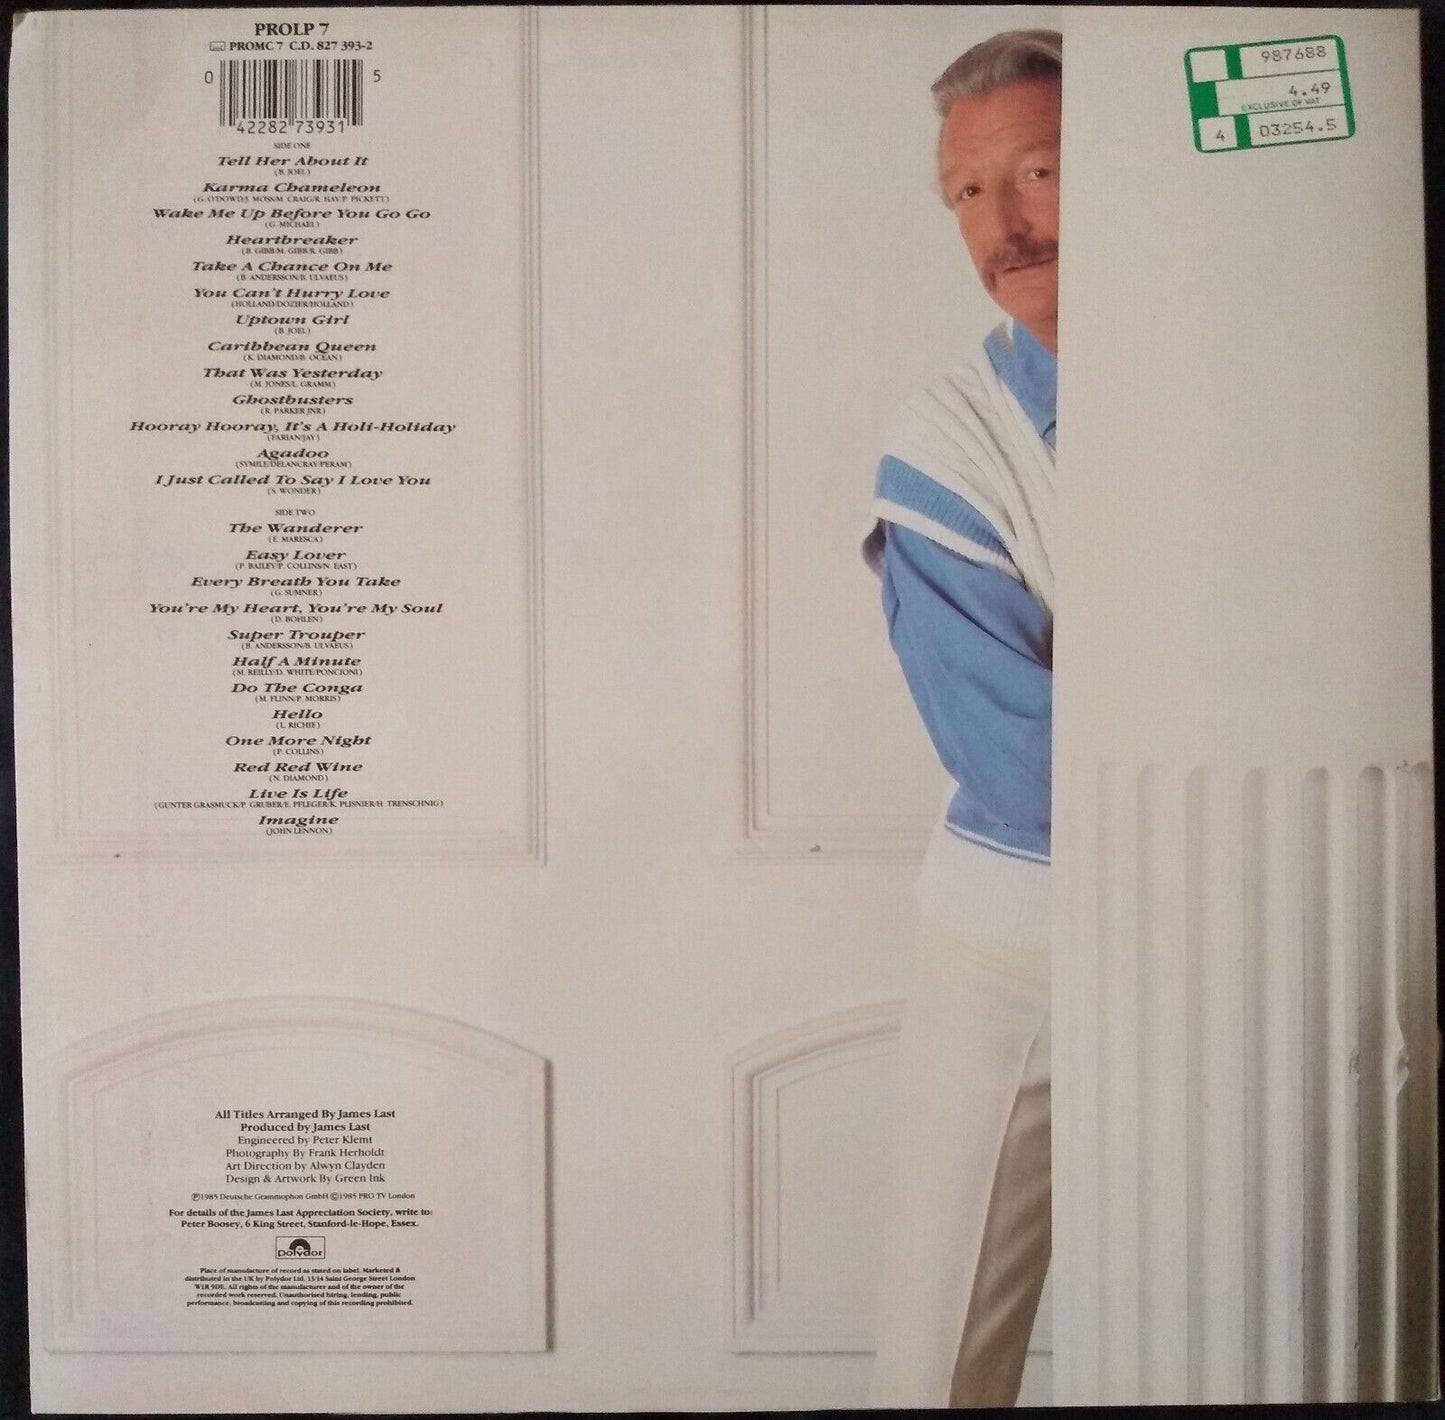 PROLP 7
PROMC 7 C.D. 827 393-2
0 42282 73931 5
SIDE ONE
Tell Her About It
(B. JOEL)
Karma Chameleon
(G. O'DOWD/J. MOSS/M. CRAIG/R. HAY/P. PICKETT)
Wake Me Up Before You Go Go
(G. MICHAEL)
Heartbreaker
(B. GIBB/M. GIBB/R. GIBB)
Take A Chance On Me
(B. ANDERSSON/B. ULVAEUS)
You Can't Hurry Love
(HOLLAND/DOZIER/HOLLAND)
Uptown Girl
(B. JOEL)
Caribbean Queen
(K. DIAMOND/B. OCEAN)
That Was Yesterday
(M. JONES/L. GRAMM)
Ghostbusters
(R. PARKER JNR)
Hooray Hooray, It's A Holi-Holiday
(FARIAN/JAY)
Agadoo
(SYMILE/DELANCRAY/PERAM)
I Just Called To Say I Love You
(S. WONDER)
SIDE TWO
The Wanderer
(E. MARESCA)
Easy Lover
(P. BAILEY/P. COLLINS/N. EAST)
Every Breath You Take
(G. SUMNER)
You're My Heart, You're My Soul
(D. BOHLEN)
Super Trouper
(B. ANDERSSON/B. ULVAEUS)
Half A Minute
(M. REILLY/D. WHITE/PONCIONI)
Do The Conga
(M. FLINN/P. MORRIS)
Hello
(L. RICHIE)
One More Night
(P. COLLINS)
Red Red Wine
(N. DIAMOND)
Live Is Life
(GUNTER GRASMUCK/P. GRUBER/E. PFLEGER/K. PLISNIER/H. TRENSCHNIG)
Imagine
(JOHN LENNON)
All Titles Arranged By James Last
Produced by James Last
Engineered by Peter Klemt
Photography By Frank Herholdt
Art Direction by Alwyn Clayden
Design & Artwork By Green Ink
℗1985 Deutsche Grammophon GmbH ©1985 PRO TV London
For details of the James Last Appreciation Society, write to:
Peter Boosey, 6 King Street, Stanford-le-Hope, Essex.
Polydor
Place of manufacture of record as stated on label. Marketed &
distributed in the UK by Polydor Ltd. 13/14 Saint George Street London
W1R 9DE. All rights of the manufacturer and of the owner of the
recorded work reserved. Unauthorised hiring, lending, public
performance, broadcasting and copying of this recording prohibited.
987688
4.49
EXCLUSIVE OF VAT
4 03254.5